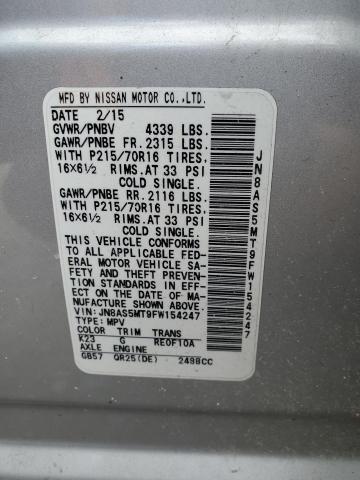 MFD BY NISSAN MOTOR CO.,LTD.
DATE 2/15
GVWR/PNBV 4339 LBS.
GAWR/PNBE FR. 2315 LBS.
WITH P215/70R16 TIRES,
16X6½ RIMS.AT 33 PSI
COLD SINGLE.
GAWR/PNBE RR. 2116 LBS.
WITH P215/70R16 TIRES,
16X6½ RIMS.AT 33 PSI
COLD SINGLE.
THIS VEHICLE CONFORMS
TO ALL APPLICABLE FED-
ERAL MOTOR VEHICLE SA-
FETY AND THEFT PREVEN-
TION STANDARDS IN
EFFECT ON THE DATE OF
MANUFACTURE SHOWN ABOVE.
VIN: JN8AS5MT9FW154247
TYPE: MPV
COLOR TRIM TRANS
K23 G RE0F10A
AXLE ENGINE
GB57 QR25(DE) 2488CC
JN8AS5MT9FW154247